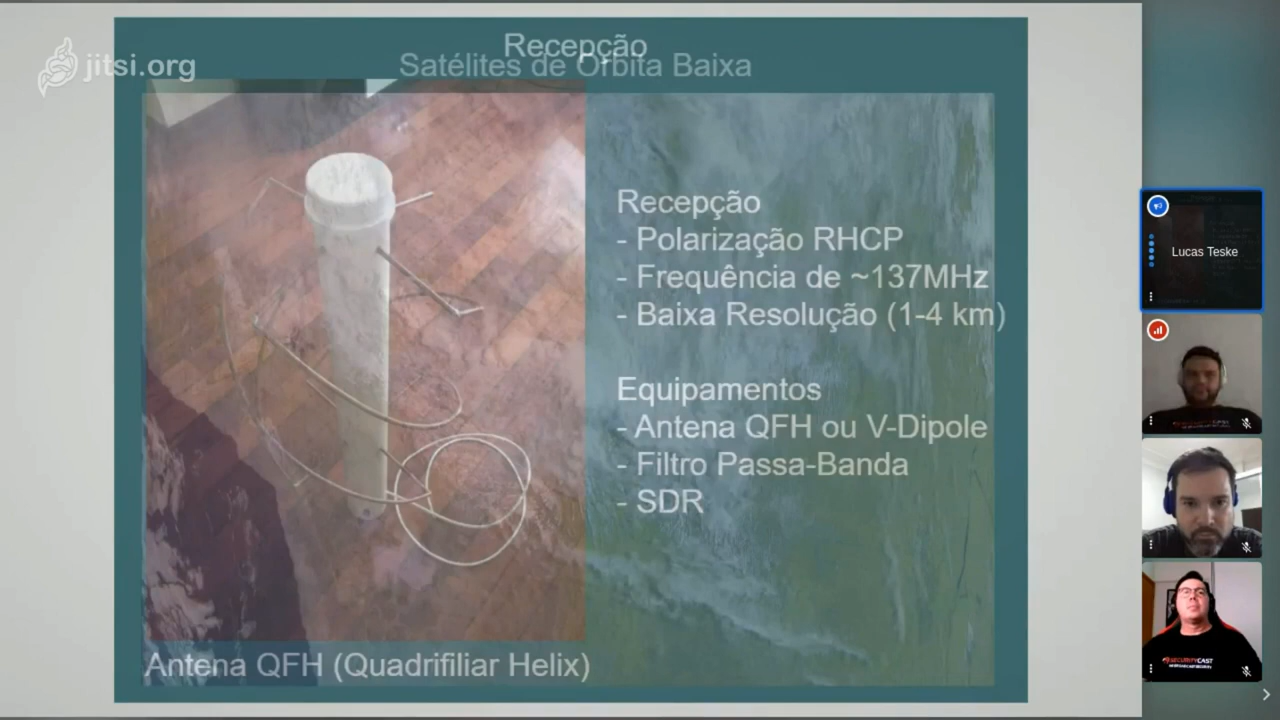 jitsi.org
Recepção
Satélites de Órbita Baixa
Recepção
- Polarização RHCP
- Frequência de ~137MHz
- Baixa Resolução (1-4 km)
Equipamentos
- Antena QFH ou V-Dipole
- Filtro Passa-Banda
- SDR
Antena QFH (Quadrifiliar Helix)
Lucas Teske
SECURITYCAST